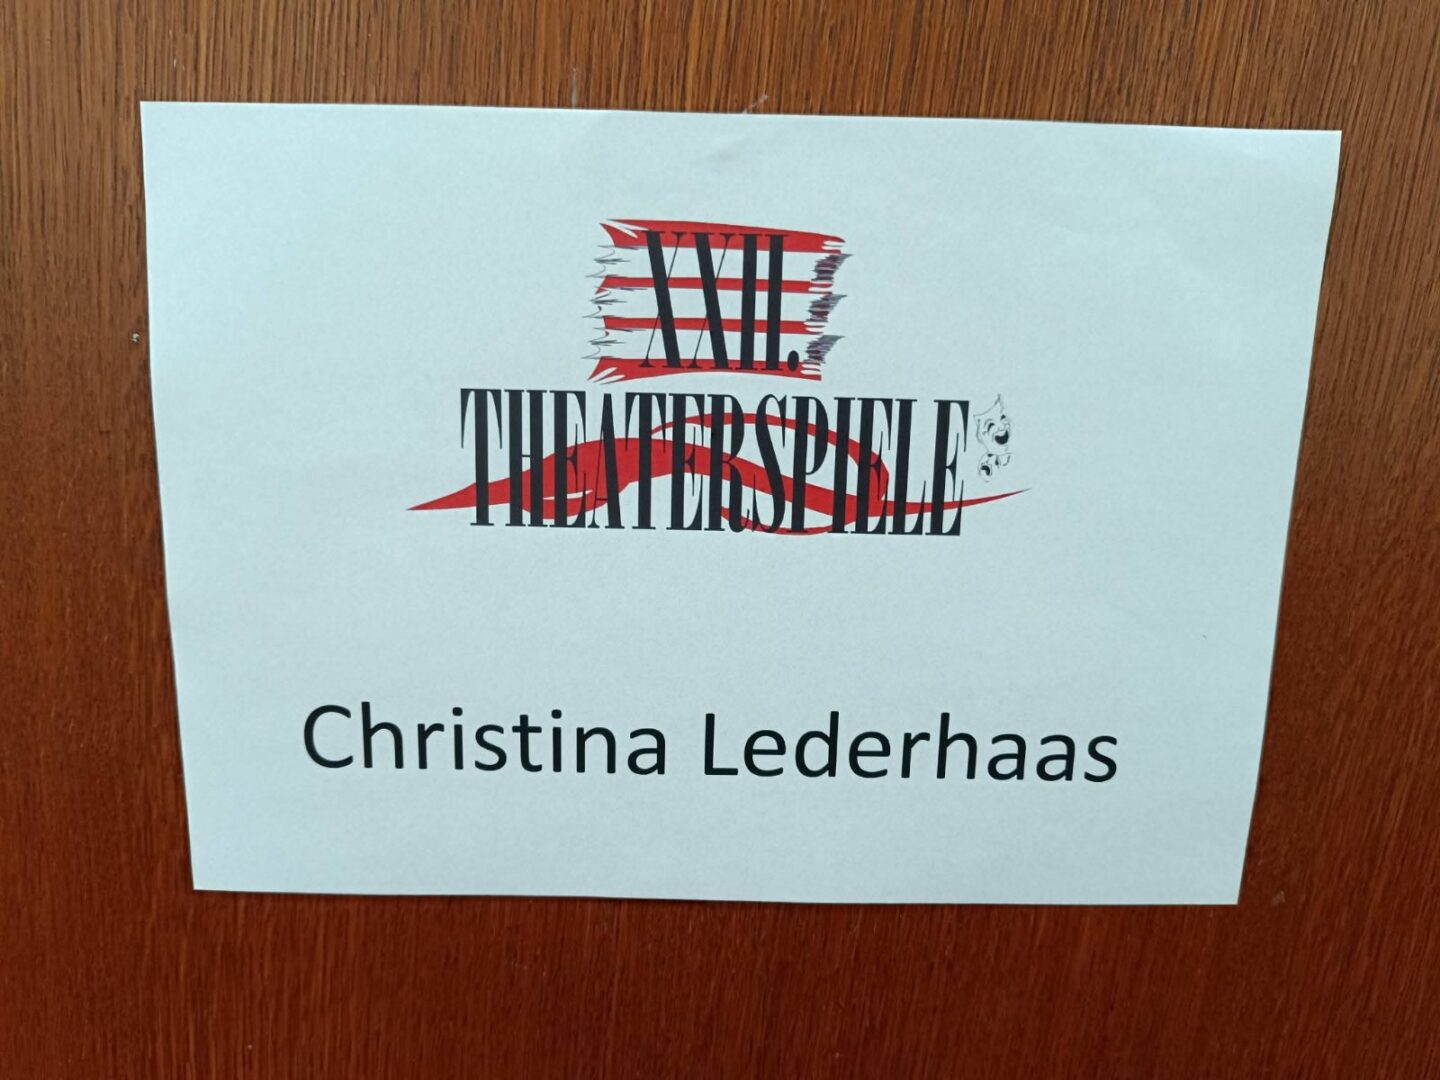 XXII.
THEATERSPIELE
Christina Lederhaas